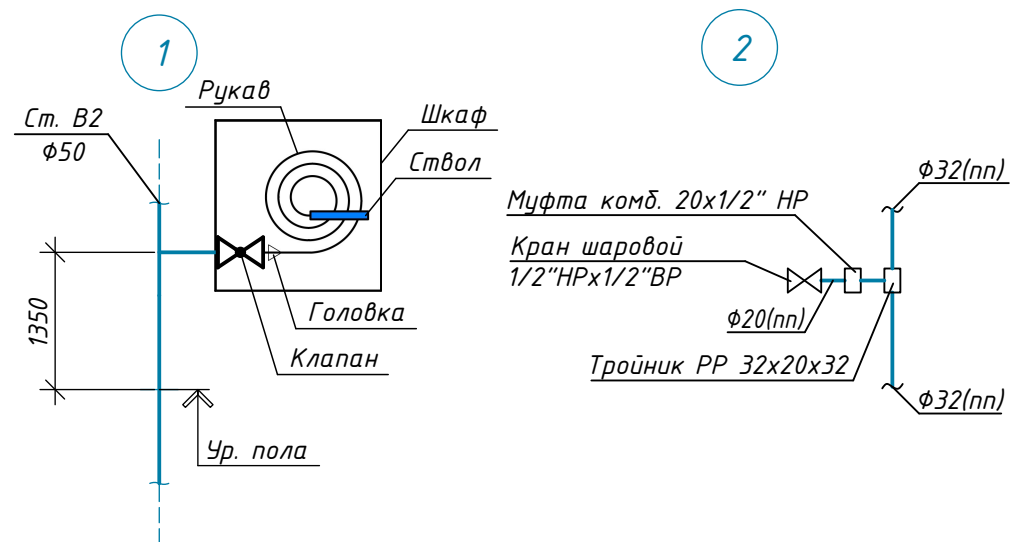 1
Рукав
Ст. В2
Ф50
Шкаф
Ствол
1350
Головка
Клапан
Ур. пола
2
Ф32(пп)
Муфта комб. 20х1/2" НР
Кран шаровой
1/2"НРх1/2"ВР
Ф20(пп)
Тройник РР 32х20х32
Ф32(пп)